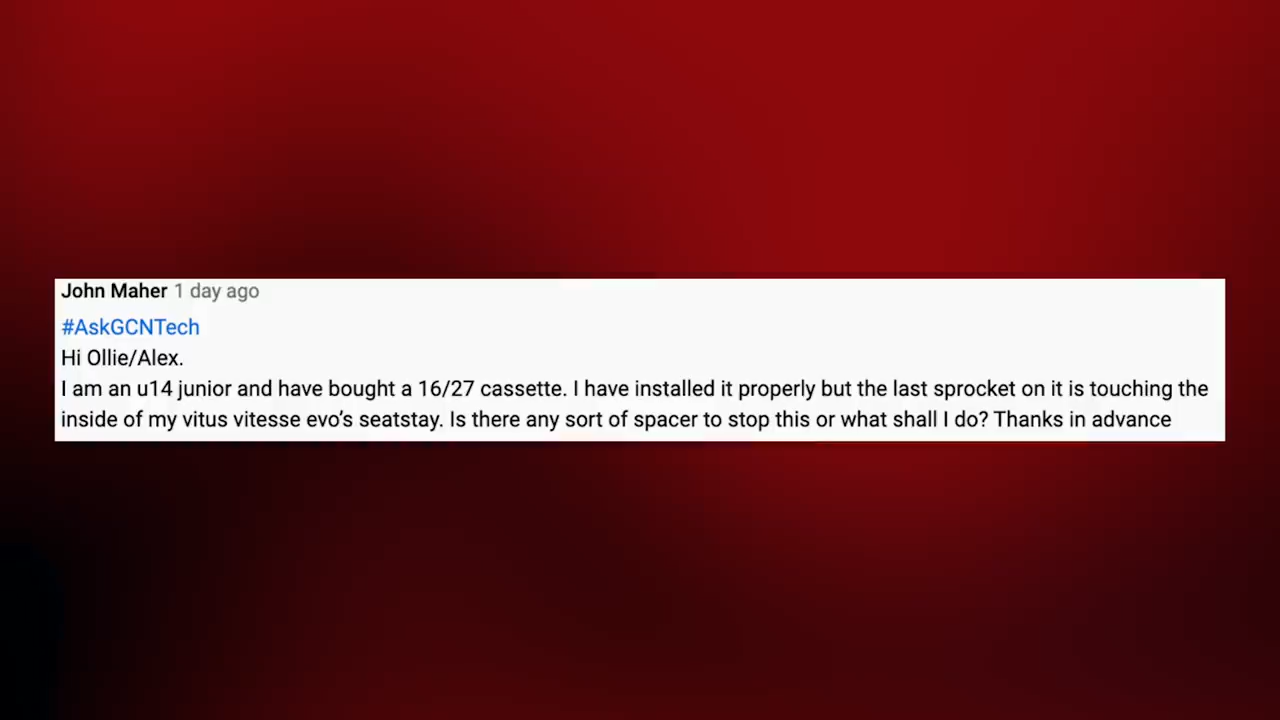 John Maher 1 day ago
#AskGCNTech
Hi Ollie/Alex.
I am an u14 junior and have bought a 16/27 cassette. I have installed it properly but the last sprocket on it is touching the
inside of my vitus vitesse evo’s seatstay. Is there any sort of spacer to stop this or what shall I do? Thanks in advance